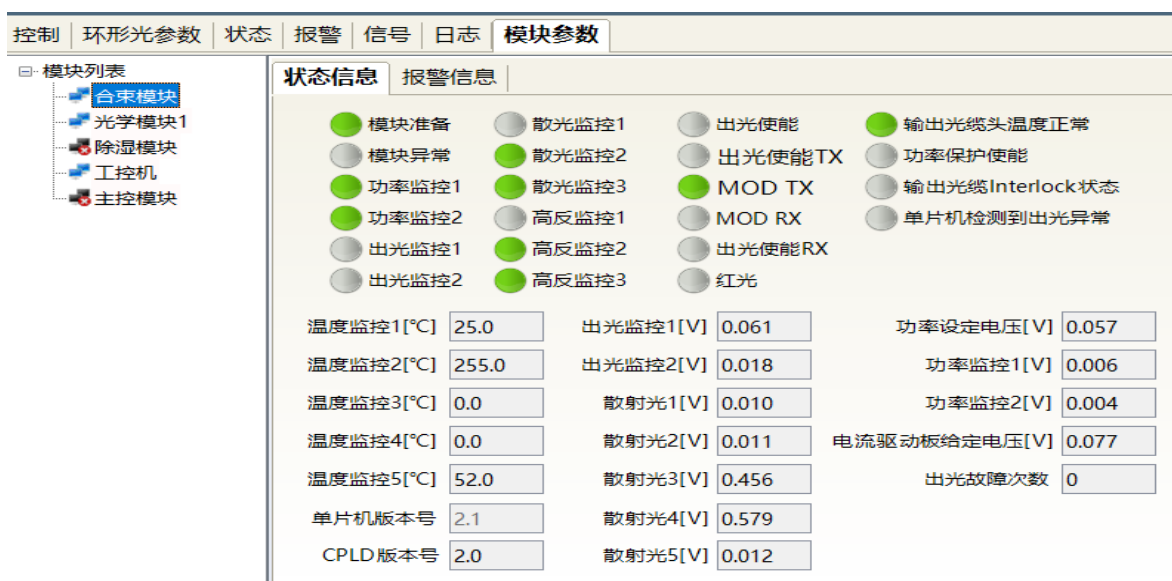 控制 环形光参数 状态 报警 信号 日志 模块参数
模块列表
合束模块
光学模块1
除湿模块
工控机
主控模块
状态信息 报警信息
模块准备 散光监控1 出光使能 输出光缆头温度正常
模块异常 散光监控2 出光使能TX 功率保护使能
功率监控1 散光监控3 MOD TX 输出光缆Interlock状态
功率监控2 高反监控1 MOD RX 单片机检测到出光异常
出光监控1 高反监控2 出光使能RX
出光监控2 高反监控3 红光
温度监控1[℃] 25.0 出光监控1[V] 0.061 功率设定电压[V] 0.057
温度监控2[℃] 255.0 出光监控2[V] 0.018 功率监控1[V] 0.006
温度监控3[℃] 0.0 散射光1[V] 0.010 功率监控2[V] 0.004
温度监控4[℃] 0.0 散射光2[V] 0.011 电流驱动板给定电压[V] 0.077
温度监控5[℃] 52.0 散射光3[V] 0.456 出光故障次数 0
单片机版本号 2.1 散射光4[V] 0.579
CPLD版本号 2.0 散射光5[V] 0.012